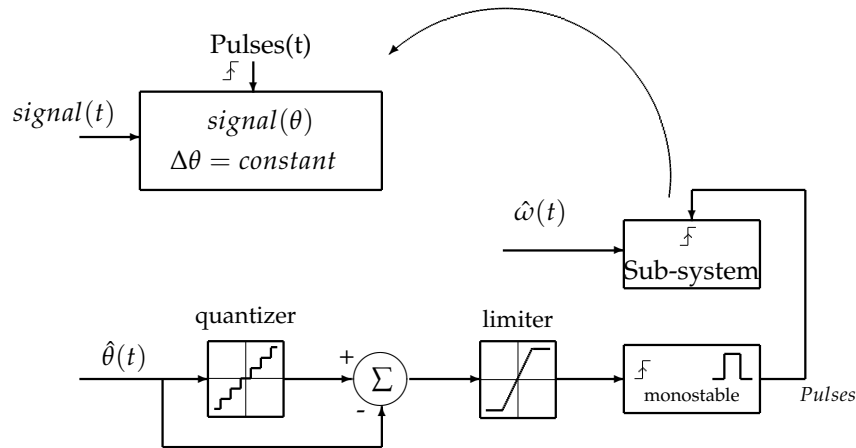 Pulses(t)
signal(t)
signal(θ)
Δθ = constant
ω̂(t)
Sub-system
quantizer
limiter
θ̂(t)
+
Σ
-
monostable
Pulses